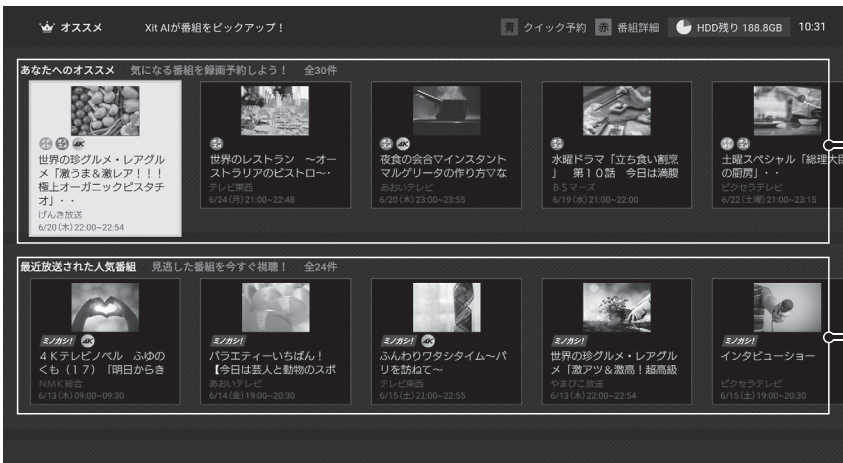 オススメ Xit AIが番組をピックアップ！ 青 クイック予約 赤 番組詳細 HDD残り 188.8GB 10:31
あなたへのオススメ 気になる番組を録画予約しよう！ 全30件
4K
世界の珍グルメ・レアグル
メ「激うま＆激レア！！！
極上オーガニックピスタチ
オ」・・
げんき放送
6/20(木)22:00~22:54
世界のレストラン ～オー
ストラリアのビストロ～・
テレビ東西
6/24(月)21:00~22:48
4K
夜食の会合▽インスタント
マルゲリータの作り方▽な
あおいテレビ
6/20(木)23:00~23:55
水曜ドラマ「立ち食い割烹
」 第１０話 今日は満腹
ＢＳマーズ
6/19(水)21:00~22:00
土曜スペシャル「総理大臣
の厨房」・・
ピクセラテレビ
6/22(土曜)21:00~23:15
最近放送された人気番組 見逃した番組を今すぐ視聴！ 全24件
ミノガシ! 4K
４Ｋテレビノベル ふゆの
くも（１７）「明日からき
NMK総合
6/13(木)09:00~09:30
ミノガシ!
バラエティーいちばん！
【今日は芸人と動物のスポ
あおいテレビ
6/14(金)19:00~20:30
ミノガシ! 4K
ふんわりワタシタイム～パ
リを訪ねて～
テレビ東西
6/15(土)21:00~22:55
ミノガシ!
世界の珍グルメ・レアグル
メ「激アツ＆激高！超高級
やまびこ放送
6/13(木)22:00~22:54
ミノガシ!
インタビューショー
ピクセラテレビ
6/15(土)19:00~20:30